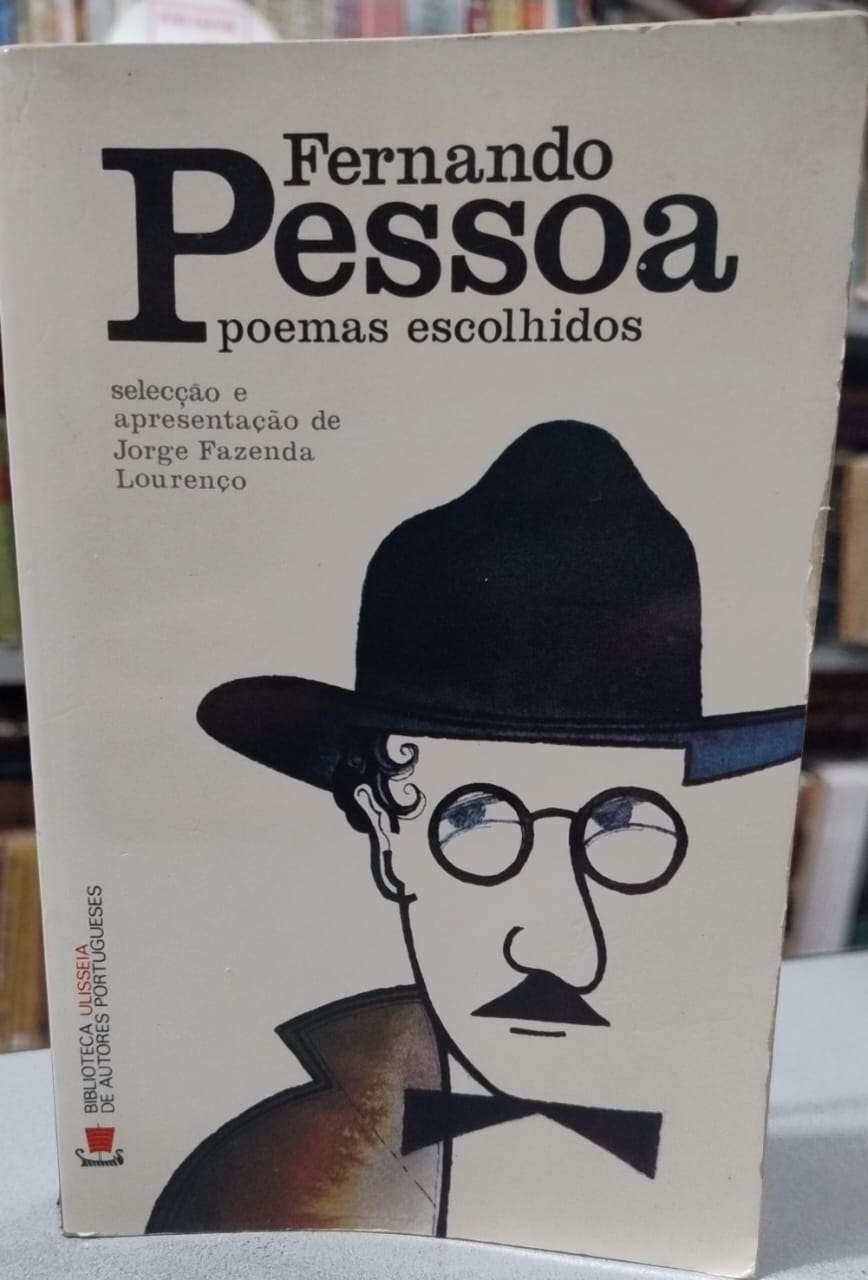 Fernando
Pessoa
poemas escolhidos
selecção e
apresentação de
Jorge Fazenda
Lourenço
BIBLIOTECA ULISSEIA
DE AUTORES PORTUGUESES